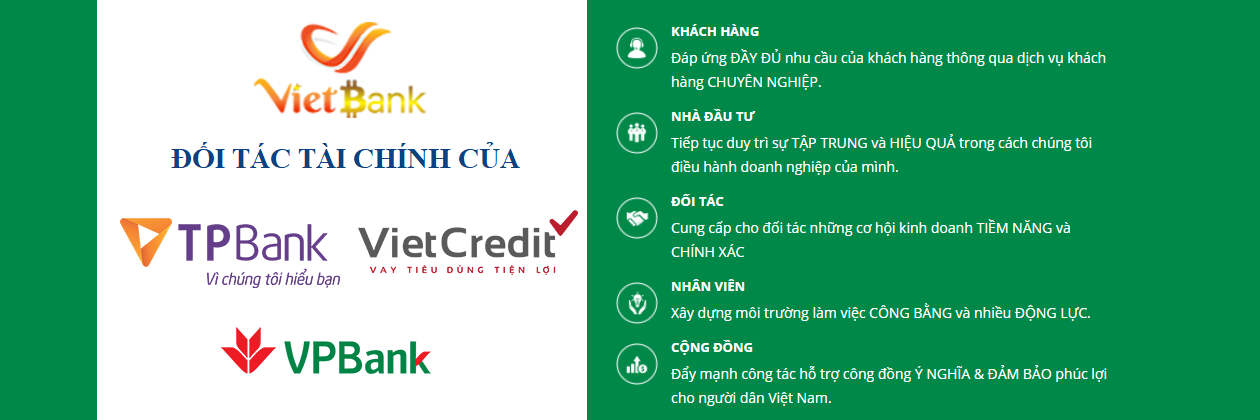 VietBank
ĐỐI TÁC TÀI CHÍNH CỦA
TPBank
Vì chúng tôi hiểu bạn
VietCredit
VAY TIÊU DÙNG TIỆN LỢI
VPBank
KHÁCH HÀNG
Đáp ứng ĐẦY ĐỦ nhu cầu của khách hàng thông qua dịch vụ khách
hàng CHUYÊN NGHIỆP.
NHÀ ĐẦU TƯ
Tiếp tục duy trì sự TẬP TRUNG và HIỆU QUẢ trong cách chúng tôi
điều hành doanh nghiệp của mình.
ĐỐI TÁC
Cung cấp cho đối tác những cơ hội kinh doanh TIỀM NĂNG và
CHÍNH XÁC
NHÂN VIÊN
Xây dựng môi trường làm việc CÔNG BẰNG và nhiều ĐỘNG LỰC.
CỘNG ĐỒNG
Đẩy mạnh công tác hỗ trợ công đồng Ý NGHĨA & ĐẢM BẢO phúc lợi
cho người dân Việt Nam.